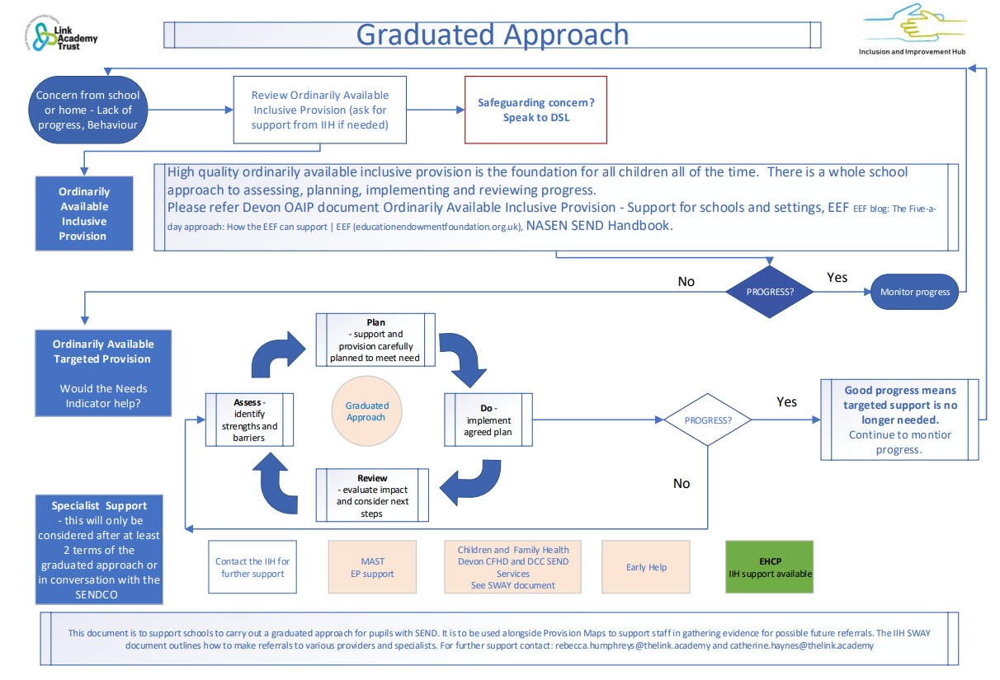 Link
Academy
Trust
Graduated Approach
Inclusion and Improvement Hub
Concern from school
or home - Lack of
progress, Behaviour
Review Ordinarily Available
Inclusive Provision (ask for
support from IIH if needed)
Safeguarding concern?
Speak to DSL
Ordinarily
Available
Inclusive
Provision
High quality ordinarily available inclusive provision is the foundation for all children all of the time. There is a whole school
approach to assessing, planning, implementing and reviewing progress.
Please refer Devon OAIP document Ordinarily Available Inclusive Provision - Support for schools and settings, EEF EEF blog: The Five-a-
day approach: How the EEF can support | EEF (educationendowmentfoundation.org.uk), NASEN SEND Handbook.
No
PROGRESS?
Yes
Monitor progress
Ordinarily Available
Targeted Provision
Would the Needs
Indicator help?
Plan
- support and
provision carefully
planned to meet need
Assess -
identify
strengths and
barriers
Graduated
Approach
Do -
implement
agreed plan
Review
- evaluate impact
and consider next
steps
PROGRESS?
Yes
No
Good progress means
targeted support is no
longer needed.
Continue to montior
progress.
Specialist Support
- this will only be
considered after at least
2 terms of the
graduated approach or
in conversation with the
SENDCO
Contact the IIH for
further support
MAST
EP support
Children and Family Health
Devon CFHD and DCC SEND
Services
See SWAY document
Early Help
EHCP
IIH support available
This document is to support schools to carry out a graduated approach for pupils with SEND. It is to be used alongside Provision Maps to support staff in gathering evidence for possible future referrals. The IIH SWAY
document outlines how to make referrals to various providers and specialists. For further support contact: rebecca.humphreys@thelink.academy and catherine.haynes@thelink.academy